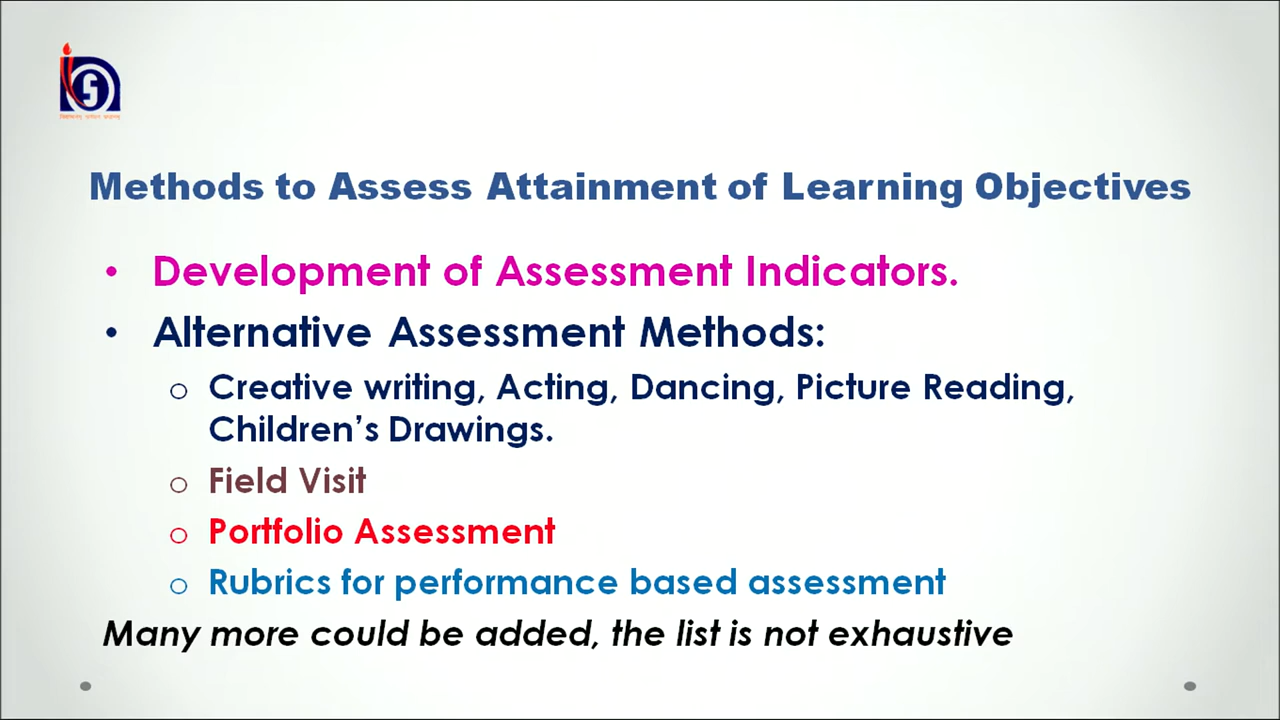 Methods to Assess Attainment of Learning Objectives
• Development of Assessment Indicators.
• Alternative Assessment Methods:
o Creative writing, Acting, Dancing, Picture Reading,
Children’s Drawings.
o Field Visit
o Portfolio Assessment
o Rubrics for performance based assessment
Many more could be added, the list is not exhaustive